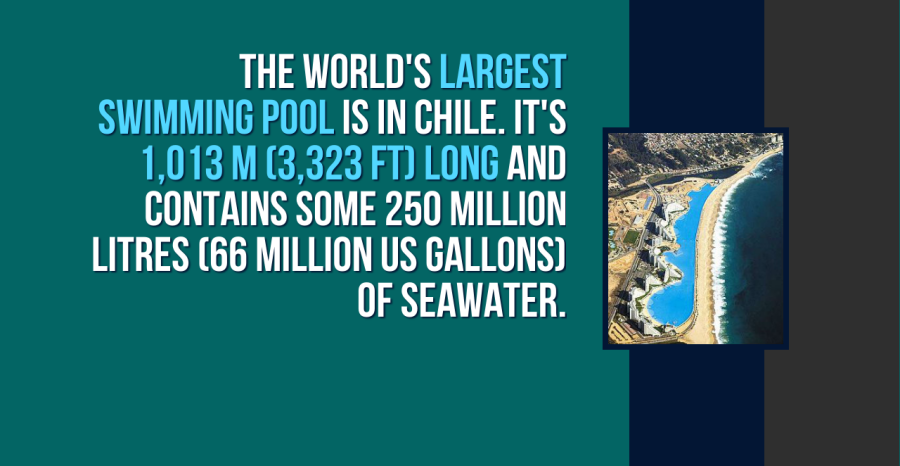 THE WORLD'S LARGEST
SWIMMING POOL IS IN CHILE. IT'S
1,013 M (3,323 FT) LONG AND
CONTAINS SOME 250 MILLION
LITRES (66 MILLION US GALLONS)
OF SEAWATER.